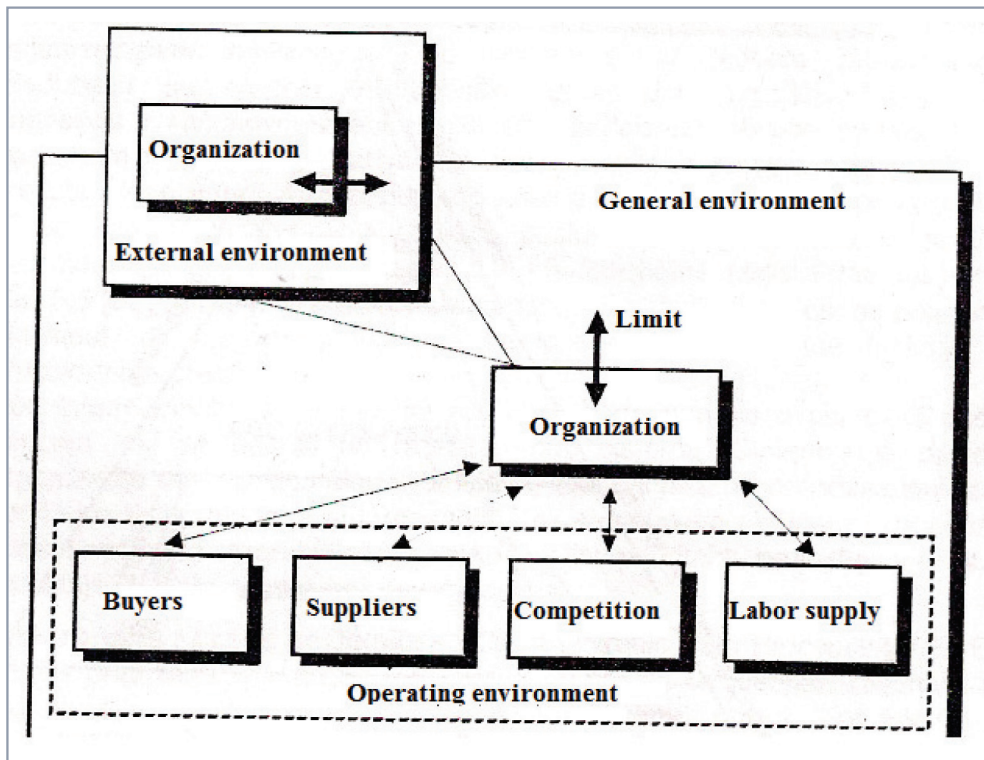 Organization
General environment
External environment
Limit
Organization
Buyers
Suppliers
Competition
Labor supply
Operating environment